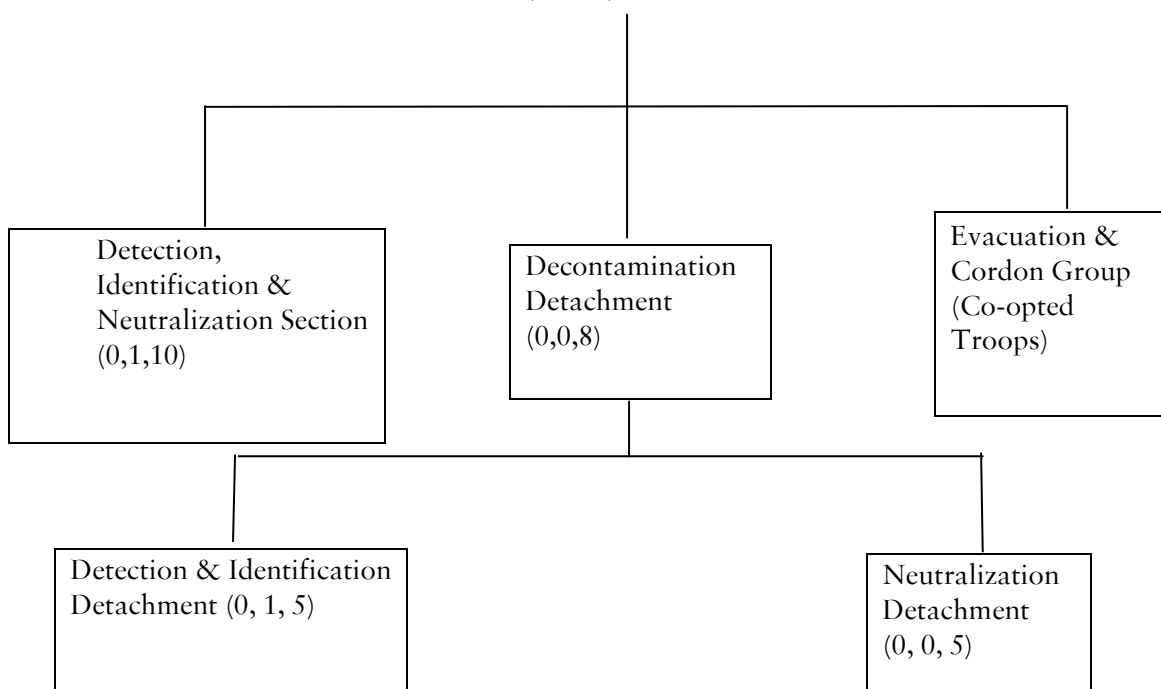 Detection,
Identification &
Neutralization Section
(0,1,10)
Decontamination
Detachment
(0,0,8)
Evacuation &
Cordon Group
(Co-opted
Troops)
Detection & Identification
Detachment (0, 1, 5)
Neutralization
Detachment
(0, 0, 5)